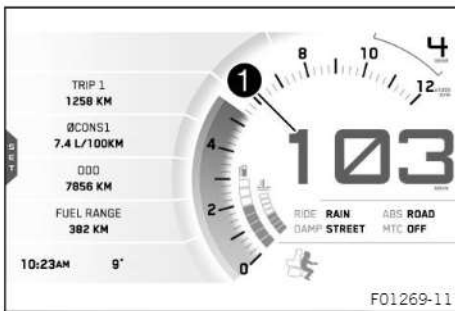 TRIP 1
1258 KM
ØCONS1
7.4 L/100KM
ODO
7856 KM
FUEL RANGE
382 KM
10:23AM 9°
SET
0
2
4
8
10
12
1
4
103
RIDE RAIN ABS ROAD
DAMP STREET MTC OFF
F01269-11